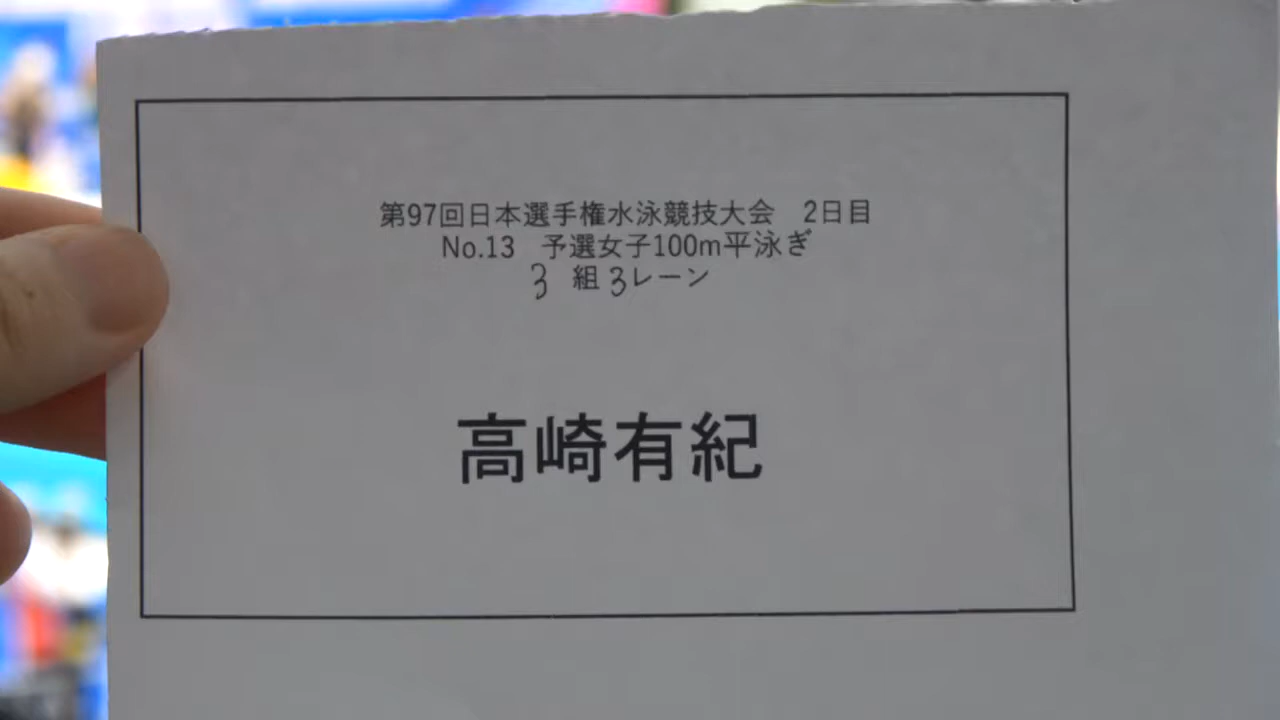 第97回日本選手権水泳競技大会　2日目
No.13　予選女子100m平泳ぎ
3 組 3レーン
高崎有紀